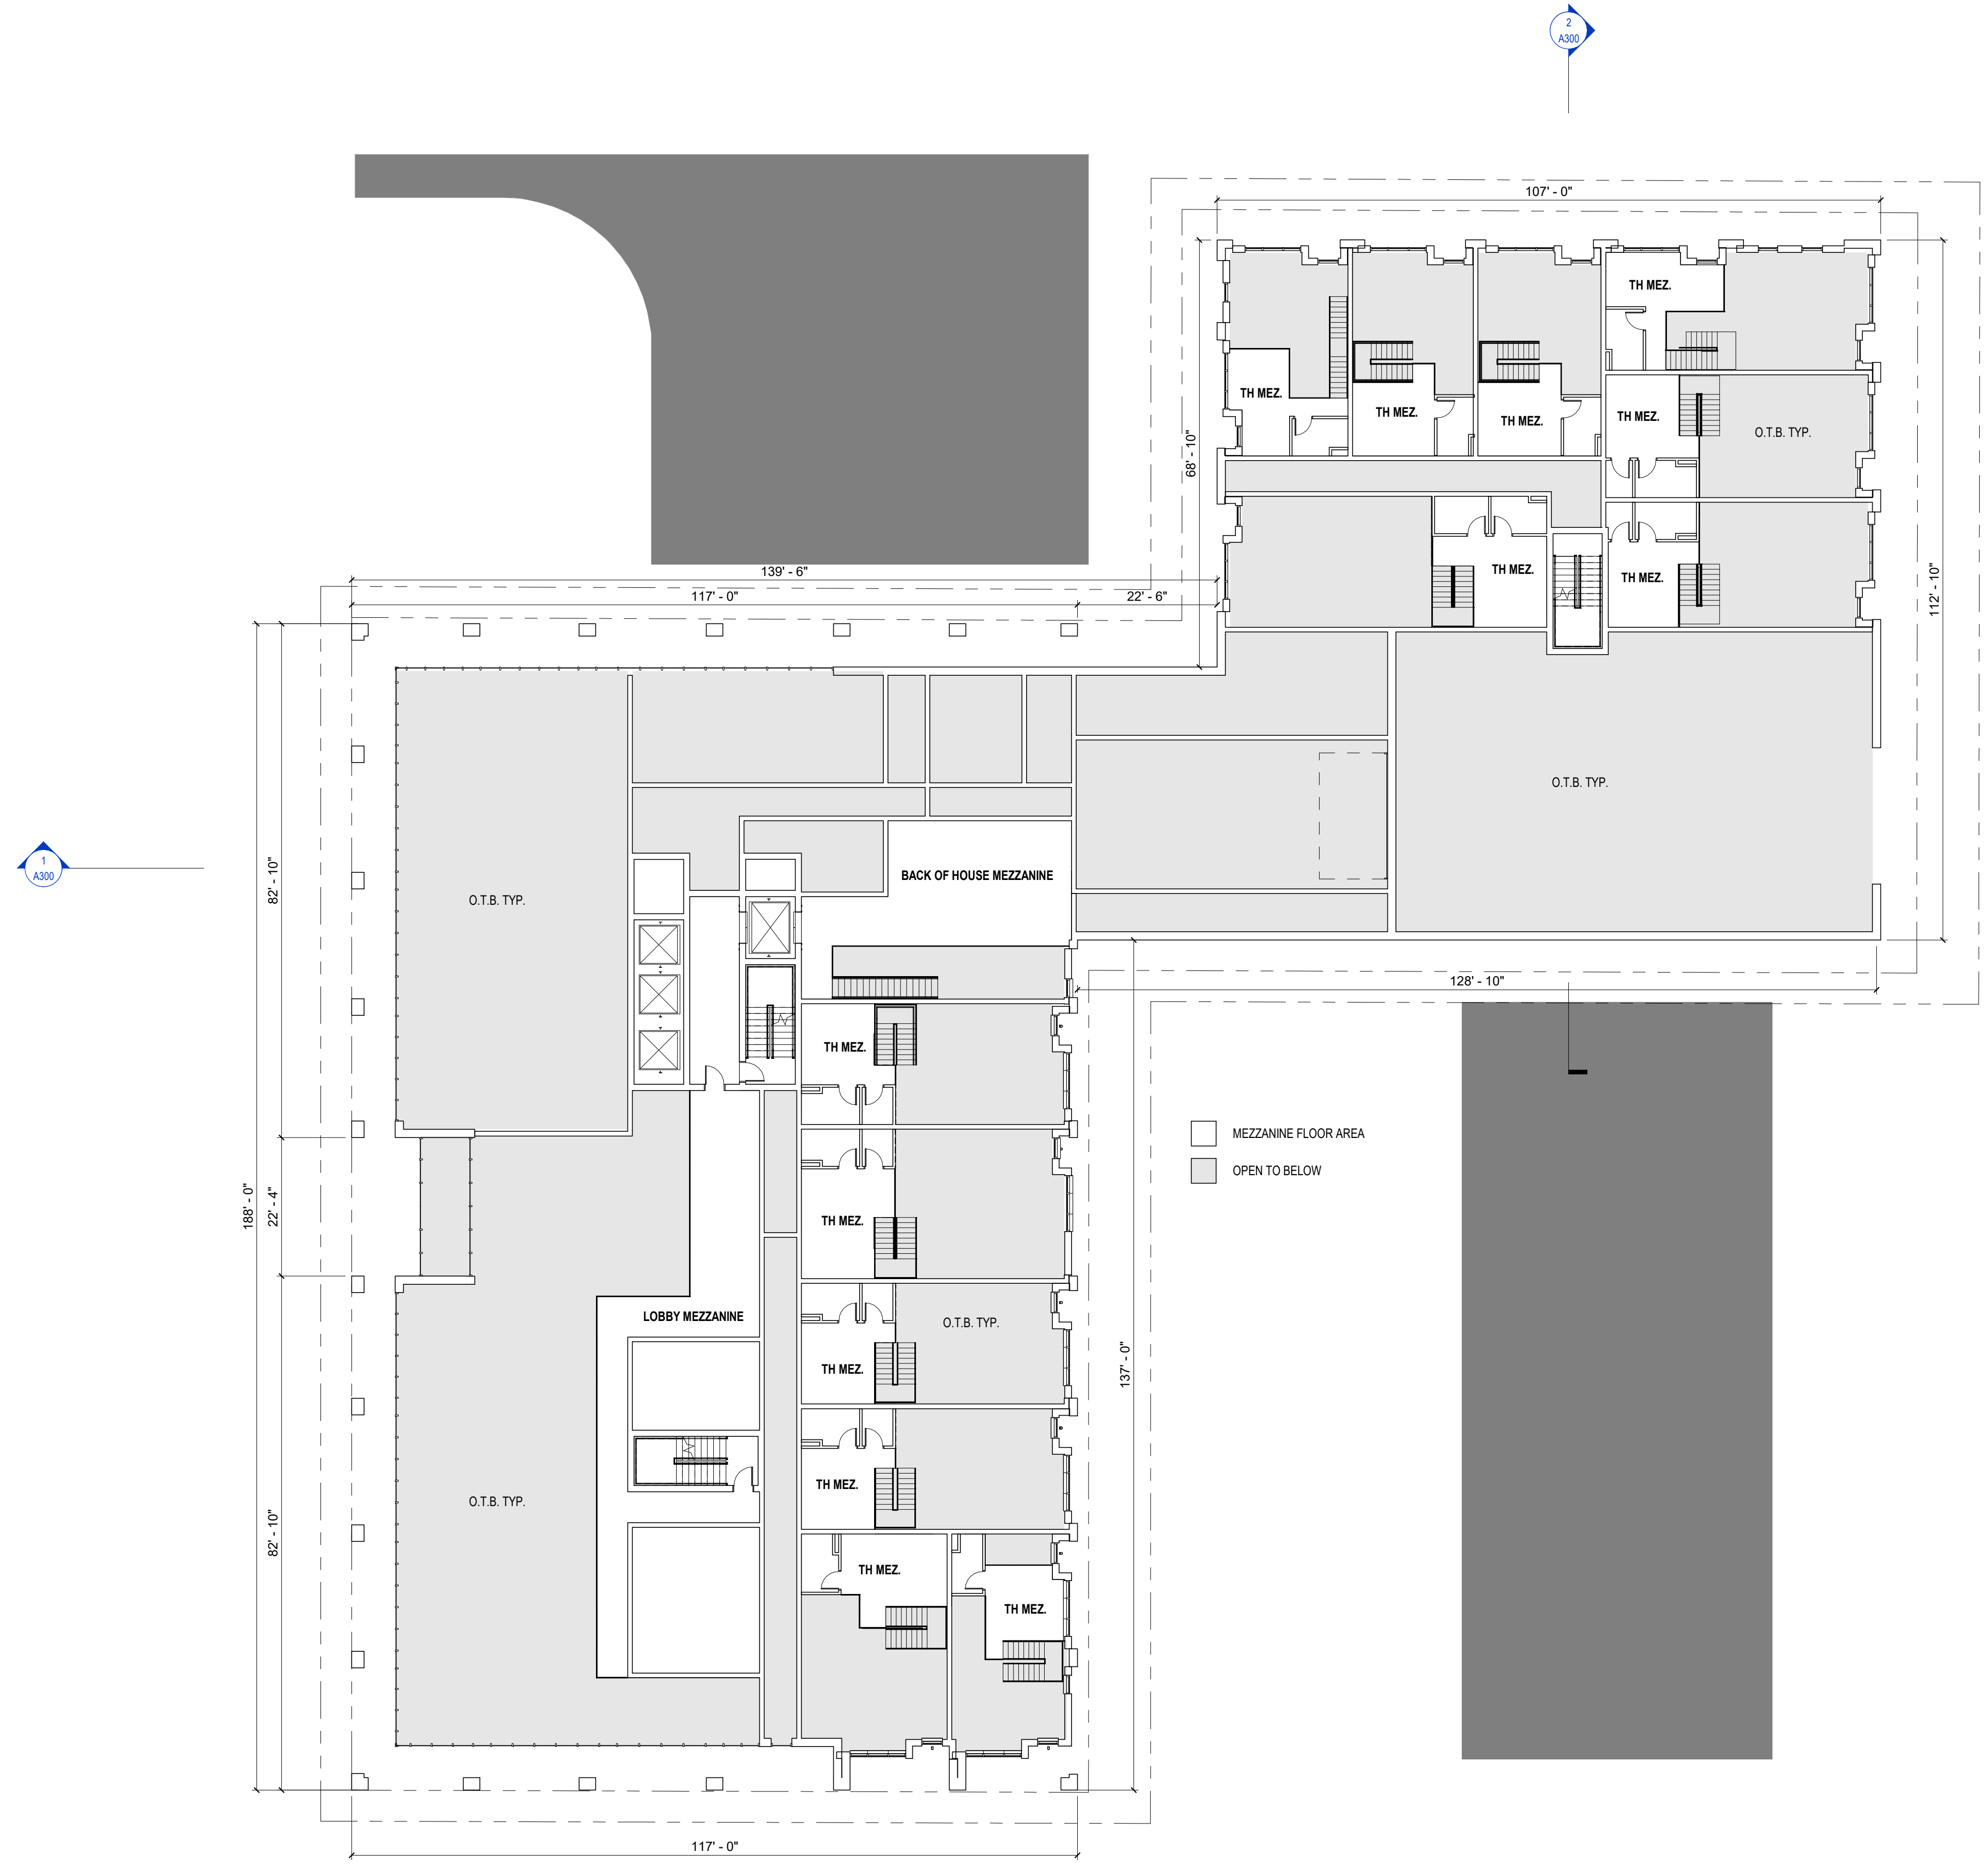 2
A300
107' - 0"
TH MEZ.
TH MEZ.
TH MEZ.
TH MEZ.
TH MEZ.
O.T.B. TYP.
68' - 10"
TH MEZ.
TH MEZ.
112' - 10"
139' - 6"
117' - 0"
22' - 6"
O.T.B. TYP.
1
A300
82' - 10"
O.T.B. TYP.
BACK OF HOUSE MEZZANINE
128' - 10"
TH MEZ.
MEZZANINE FLOOR AREA
OPEN TO BELOW
188' - 0"
22' - 4"
TH MEZ.
LOBBY MEZZANINE
O.T.B. TYP.
TH MEZ.
137' - 0"
TH MEZ.
O.T.B. TYP.
82' - 10"
TH MEZ.
TH MEZ.
117' - 0"